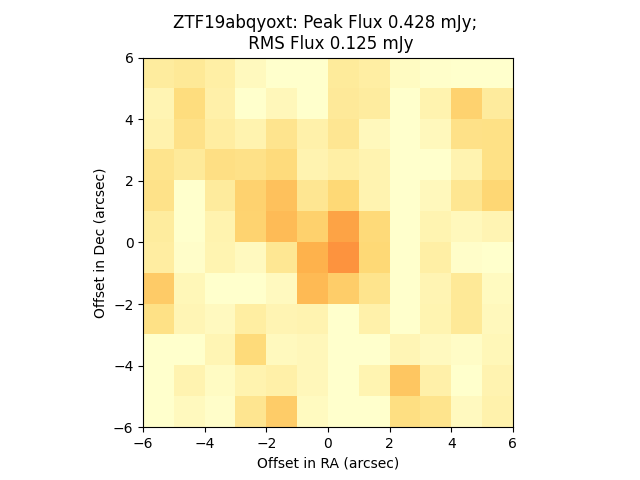 ZTF19abqyoxt: Peak Flux 0.428 mJy;
RMS Flux 0.125 mJy
6
4
2
0
−2
−4
−6
Offset in Dec (arcsec)
−6 −4 −2 0 2 4 6
Offset in RA (arcsec)